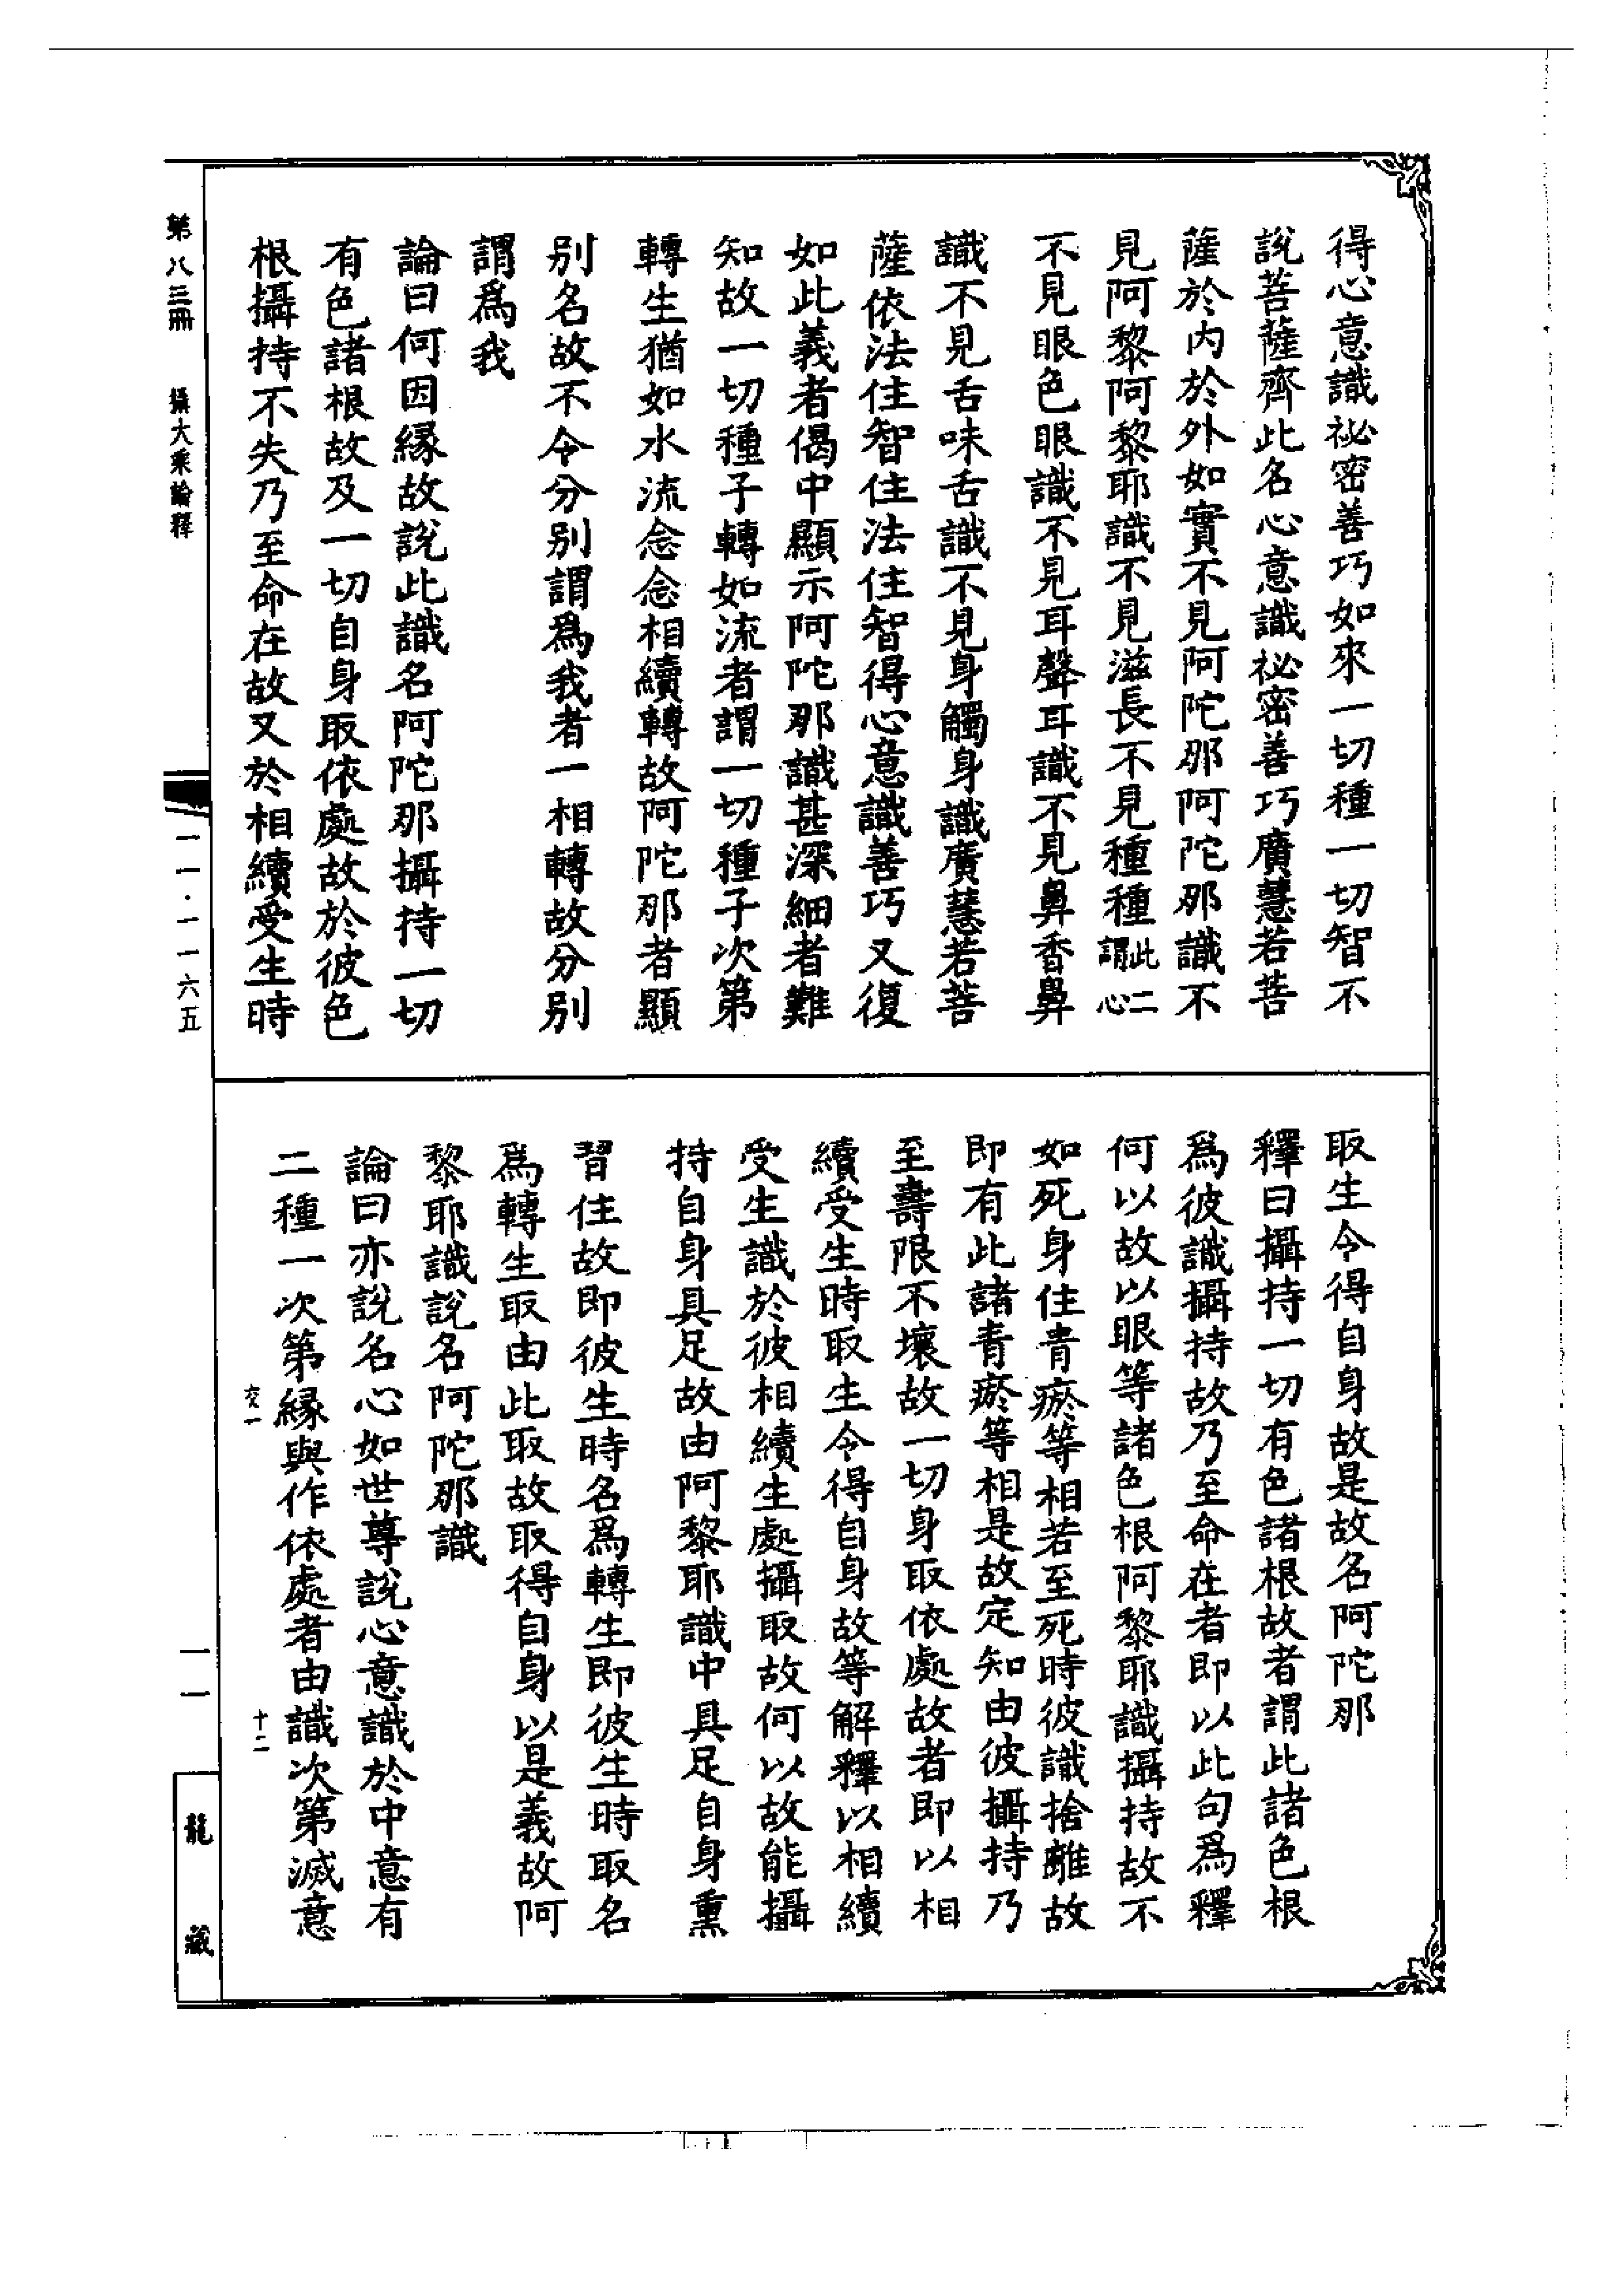 得心意識祕密善巧如來一切種一切智不
說菩薩齊此名心意識祕密善巧廣慧若菩
薩於內於外如實不見阿陀那阿陀那識不
見阿黎阿黎耶識不見滋長不見種種此二謂心
不見眼色眼識不見耳聲耳識不見鼻香鼻
識不見舌味舌識不見身觸身識廣慧若菩
薩依法住智住法住智得心意識善巧又復
如此義者偈中顯示阿陀那識甚深細者難
知故一切種子轉如流者謂一切種子次第
轉生猶如水流念念相續轉故阿陀那者顯
別名故不令分別謂爲我者一相轉故分別
謂爲我
論曰何因緣故說此識名阿陀那攝持一切
有色諸根故及一切自身取依處故於彼色
根攝持不失乃至命在故又於相續受生時
取生令得自身故是故名阿陀那
釋曰攝持一切有色諸根故者謂此諸色根
爲彼識攝持故乃至命在者即以此句爲釋
何以故以眼等諸色根阿黎耶識攝持故不
如死身住青瘀等相若至死時彼識捨離故
即有此諸青瘀等相是故定知由彼攝持乃
至壽限不壞故一切身取依處故者即以相
續受生時取生令得自身故等解釋以相續
受生識於彼相續生處攝取故何以故能攝
持自身具足故由阿黎耶識中具足自身熏
習住故即彼生時名爲轉生即彼生時取名
爲轉生取由此取故取得自身以是義故阿
黎耶識說名阿陀那識
論曰亦說名心如世尊說心意識於中意有
二種一次第緣與作依處者由識次第滅意
交一 十二
第八三冊 攝大乘論釋
一一·一一六五
一一
龍藏